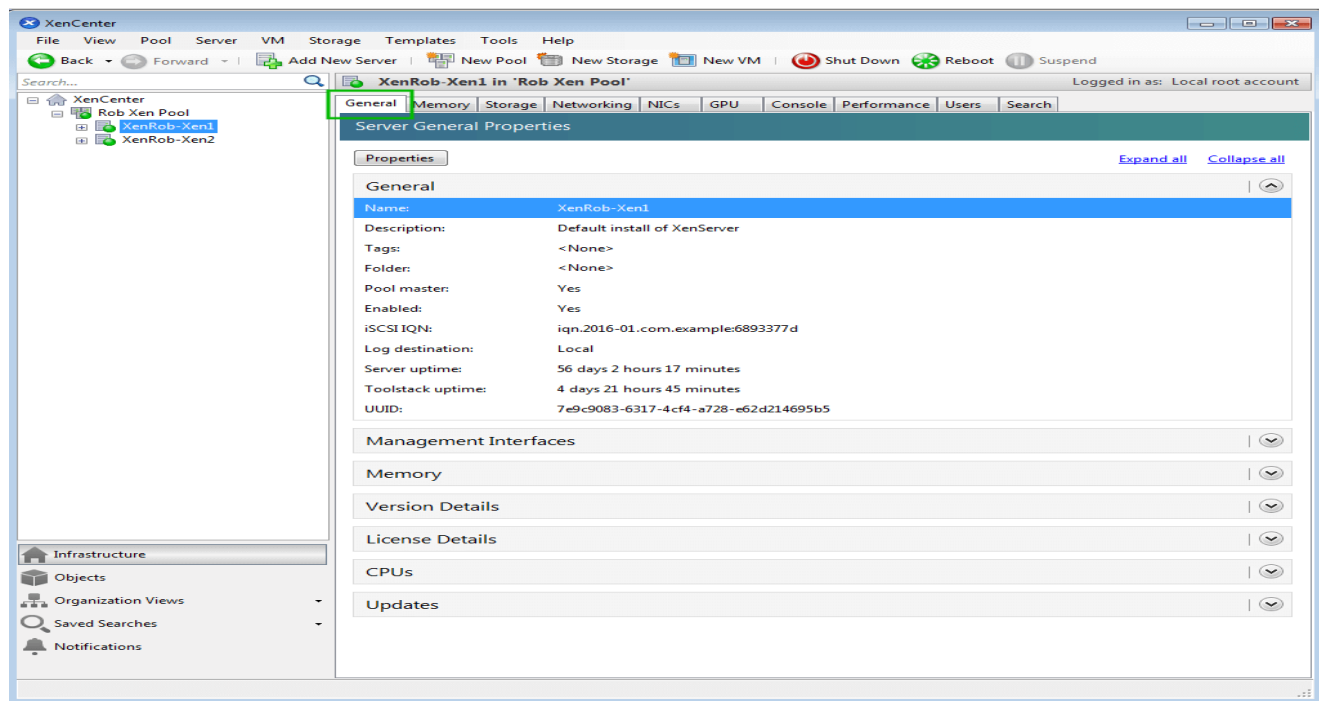 XenCenter
File View Pool Server VM Storage Templates Tools Help
Back Forward Add New Server New Pool New Storage New VM Shut Down Reboot Suspend
Search...
XenRob-Xen1 in 'Rob Xen Pool' Logged in as: Local root account
XenCenter
Rob Xen Pool
XenRob-Xen1
XenRob-Xen2
General Memory Storage Networking NICs GPU Console Performance Users Search
Server General Properties
Properties Expand all Collapse all
General
Name: XenRob-Xen1
Description: Default install of XenServer
Tags: <None>
Folder: <None>
Pool master: Yes
Enabled: Yes
iSCSI IQN: iqn.2016-01.com.example:6893377d
Log destination: Local
Server uptime: 56 days 2 hours 17 minutes
Toolstack uptime: 4 days 21 hours 45 minutes
UUID: 7e9c9083-6317-4cf4-a728-e62d214695b5
Management Interfaces
Memory
Version Details
License Details
CPUs
Updates
Infrastructure
Objects
Organization Views
Saved Searches
Notifications